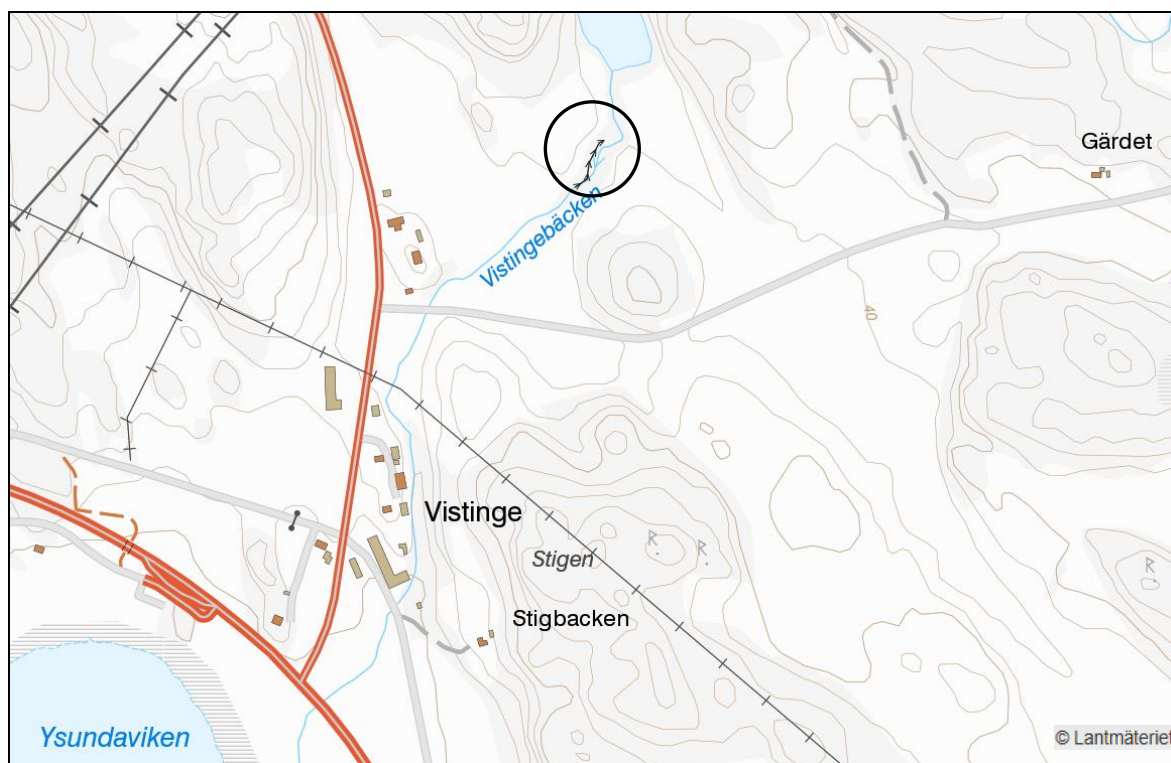 Gärdet
Vistingebäcken
40
Vistinge
Stigen
R
R
R
Stigbacken
Ysundaviken
© Lantmäteriet